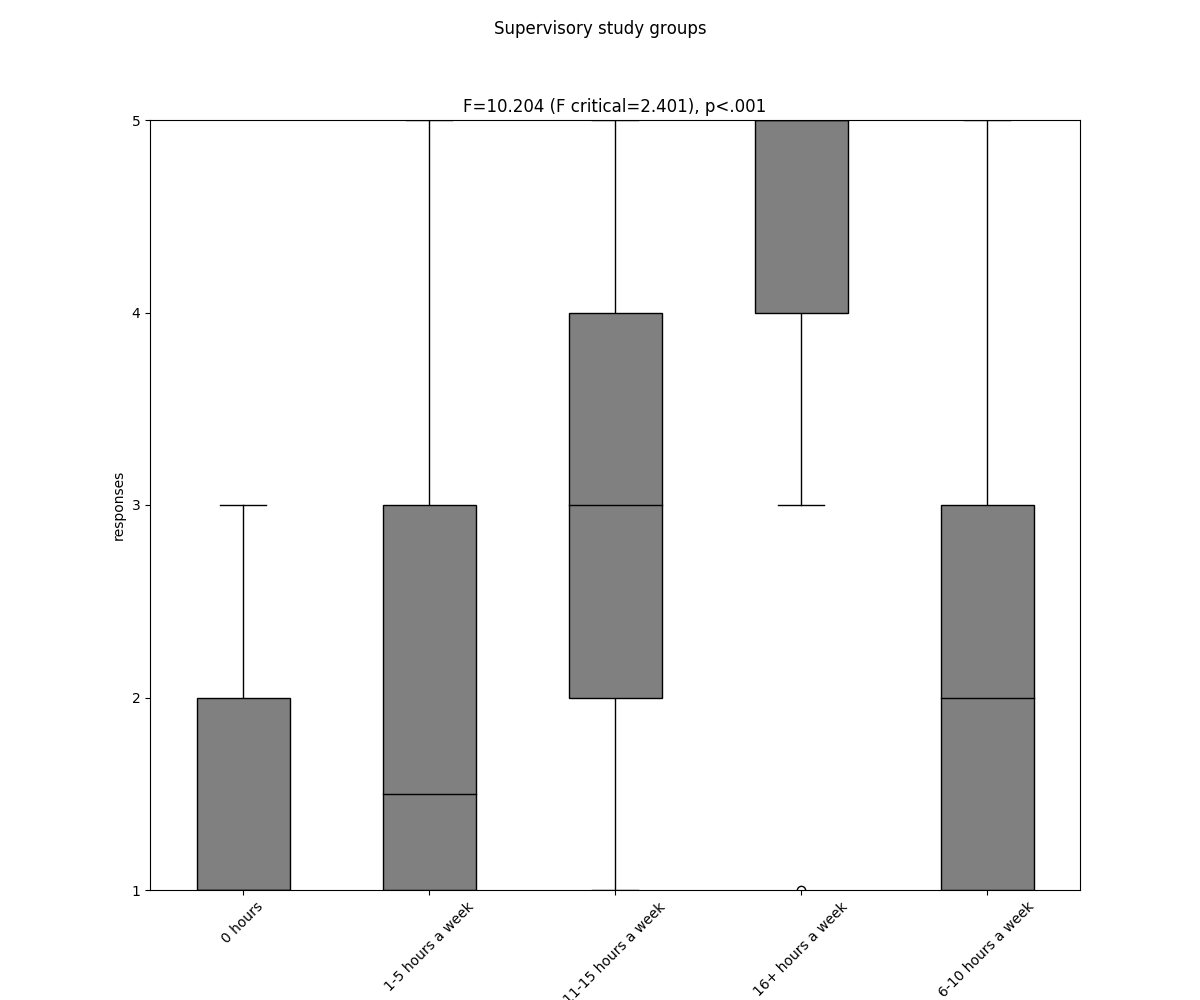 Supervisory study groups
F=10.204 (F critical=2.401), p<.001
5
4
3
2
1
responses
0 hours
1-5 hours a week
11-15 hours a week
16+ hours a week
6-10 hours a week